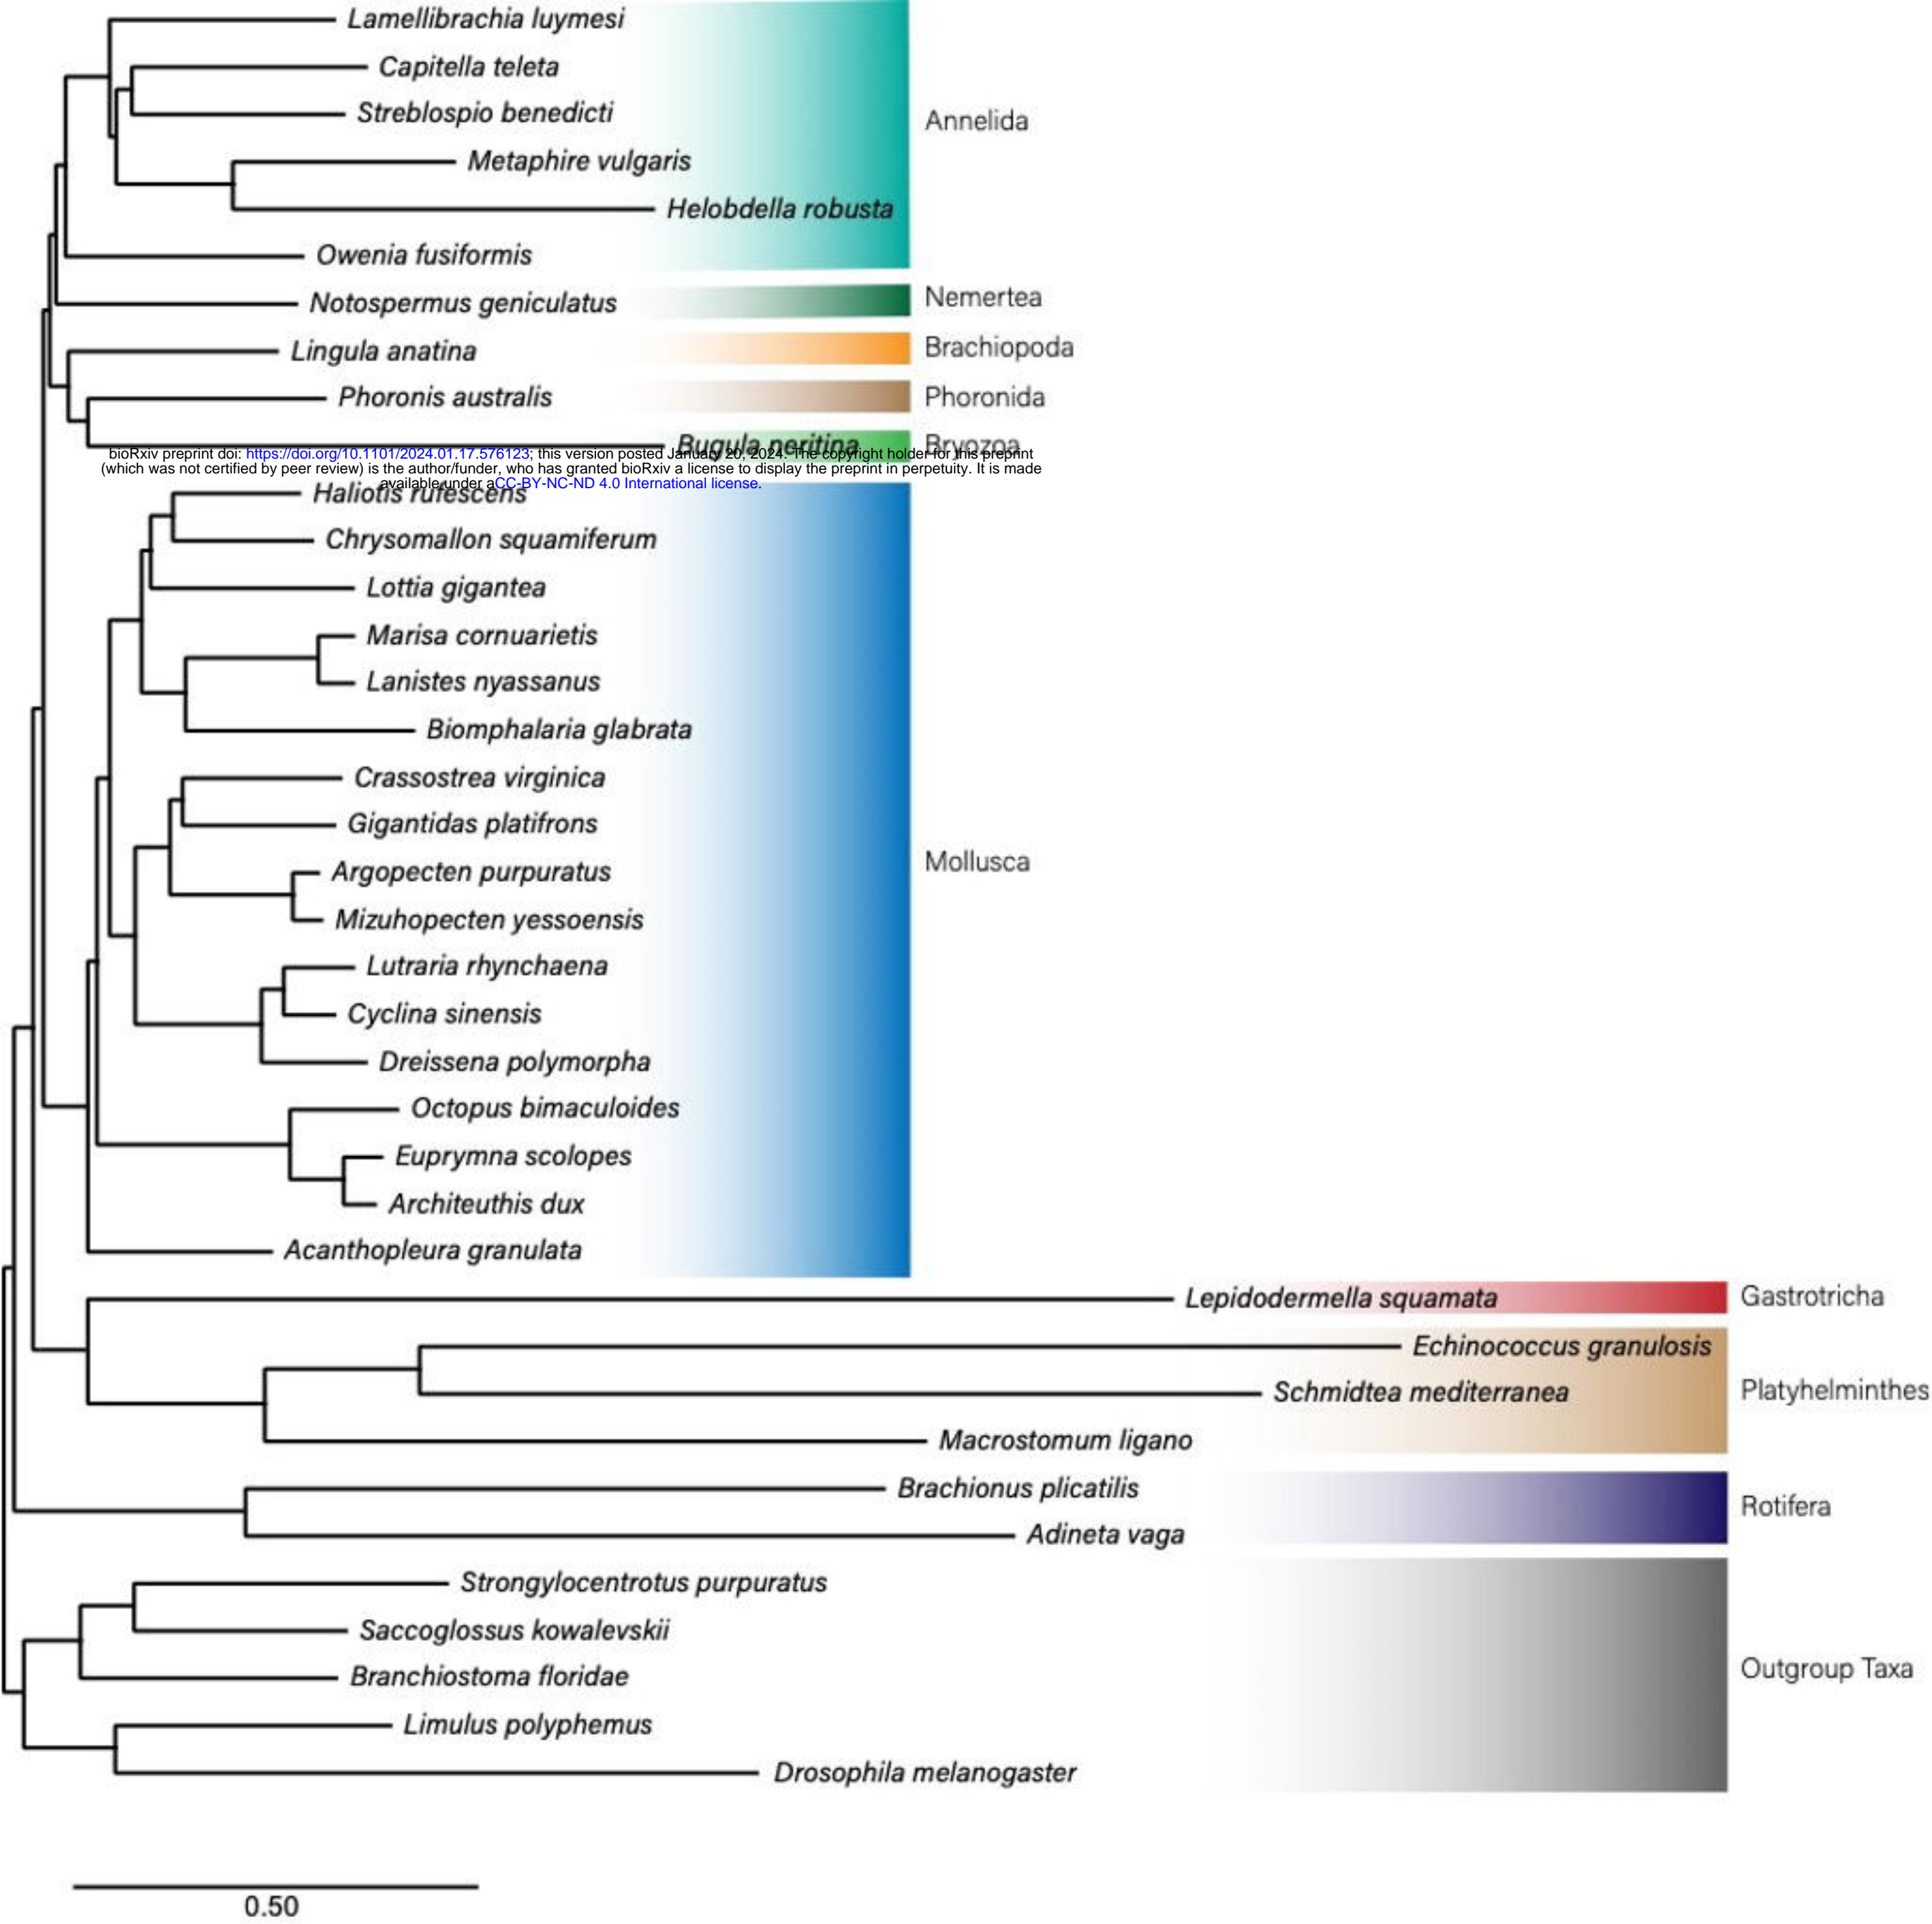 Lamellibrachia luymesi
Capitella teleta
Streblospio benedicti
Annelida
Metaphire vulgaris
Helobdella robusta
Owenia fusiformis
Notospermus geniculatus
Nemertea
Lingula anatina
Brachiopoda
Phoronis australis
Phoronida
Bugula neritina
Bryozoa
bioRxiv preprint doi: https://doi.org/10.1101/2024.01.17.576123; this version posted January 20, 2024. The copyright holder for this preprint
(which was not certified by peer review) is the author/funder, who has granted bioRxiv a license to display the preprint in perpetuity. It is made
available under aCC-BY-NC-ND 4.0 International license.
Haliotis rufescens
Chrysomallon squamiferum
Lottia gigantea
Marisa cornuarietis
Lanistes nyassanus
Biomphalaria glabrata
Crassostrea virginica
Gigantidas platifrons
Mollusca
Argopecten purpuratus
Mizuhopecten yessoensis
Lutraria rhynchaena
Cyclina sinensis
Dreissena polymorpha
Octopus bimaculoides
Euprymna scolopes
Architeuthis dux
Acanthopleura granulata
Lepidodermella squamata
Gastrotricha
Echinococcus granulosis
Schmidtea mediterranea
Platyhelminthes
Macrostomum ligano
Brachionus plicatilis
Rotifera
Adineta vaga
Strongylocentrotus purpuratus
Saccoglossus kowalevskii
Branchiostoma floridae
Outgroup Taxa
Limulus polyphemus
Drosophila melanogaster
0.50